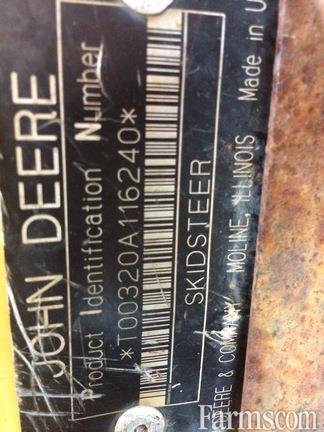 JOHN DEERE
Product Identification Number
*T00320A116240*
SKIDSTEER
DEERE & COMPANY MOLINE, ILLINOIS Made in U
Farms.com